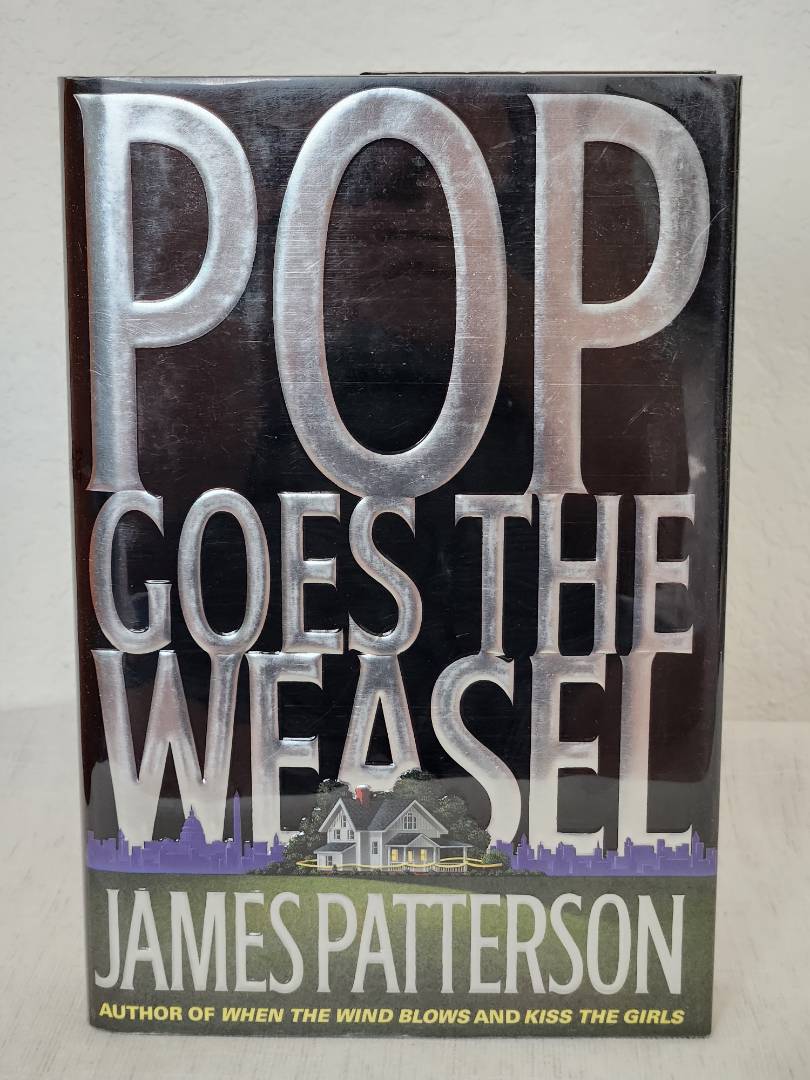 POP
GOES THE
WEASEL
JAMES PATTERSON
AUTHOR OF WHEN THE WIND BLOWS AND KISS THE GIRLS